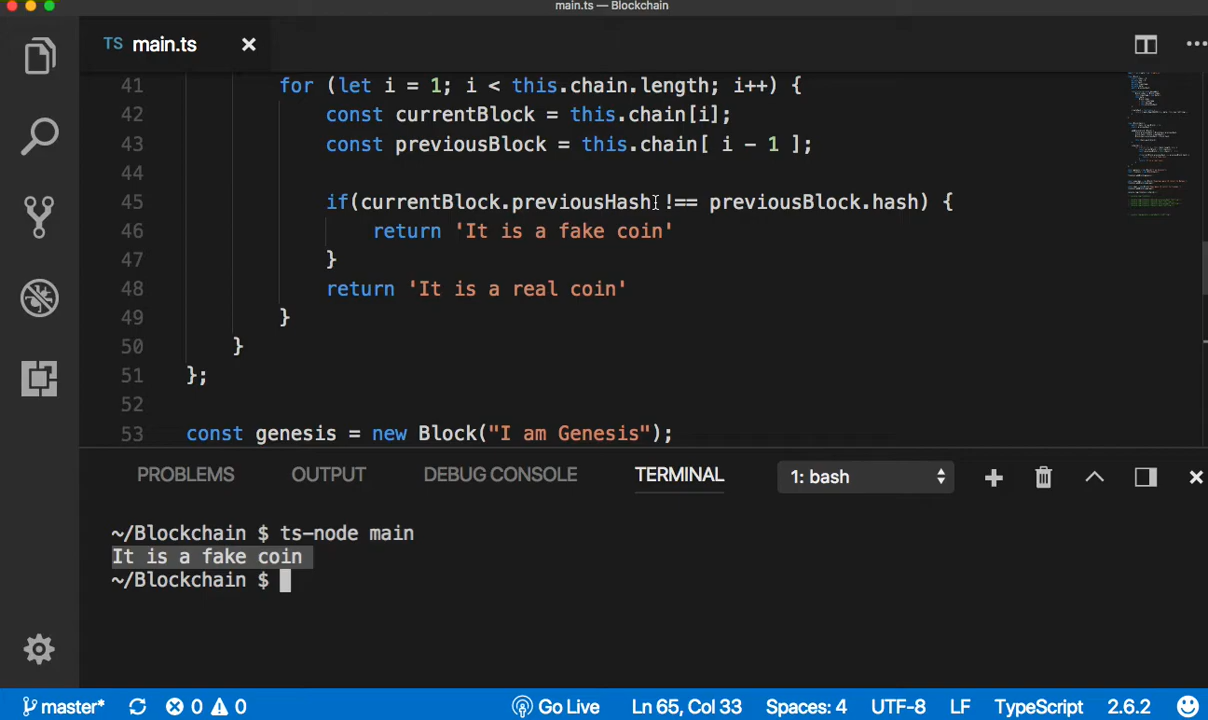 main.ts — Blockchain
TS main.ts
41 for (let i = 1; i < this.chain.length; i++) {
42 const currentBlock = this.chain[i];
43 const previousBlock = this.chain[ i - 1 ];
44
45 if(currentBlock.previousHash !== previousBlock.hash) {
46 return 'It is a fake coin'
47 }
48 return 'It is a real coin'
49 }
50 }
51 };
52
53 const genesis = new Block("I am Genesis");
PROBLEMS OUTPUT DEBUG CONSOLE TERMINAL 1: bash
~/Blockchain $ ts-node main
It is a fake coin
~/Blockchain $
master* 0 0 Go Live Ln 65, Col 33 Spaces: 4 UTF-8 LF TypeScript 2.6.2